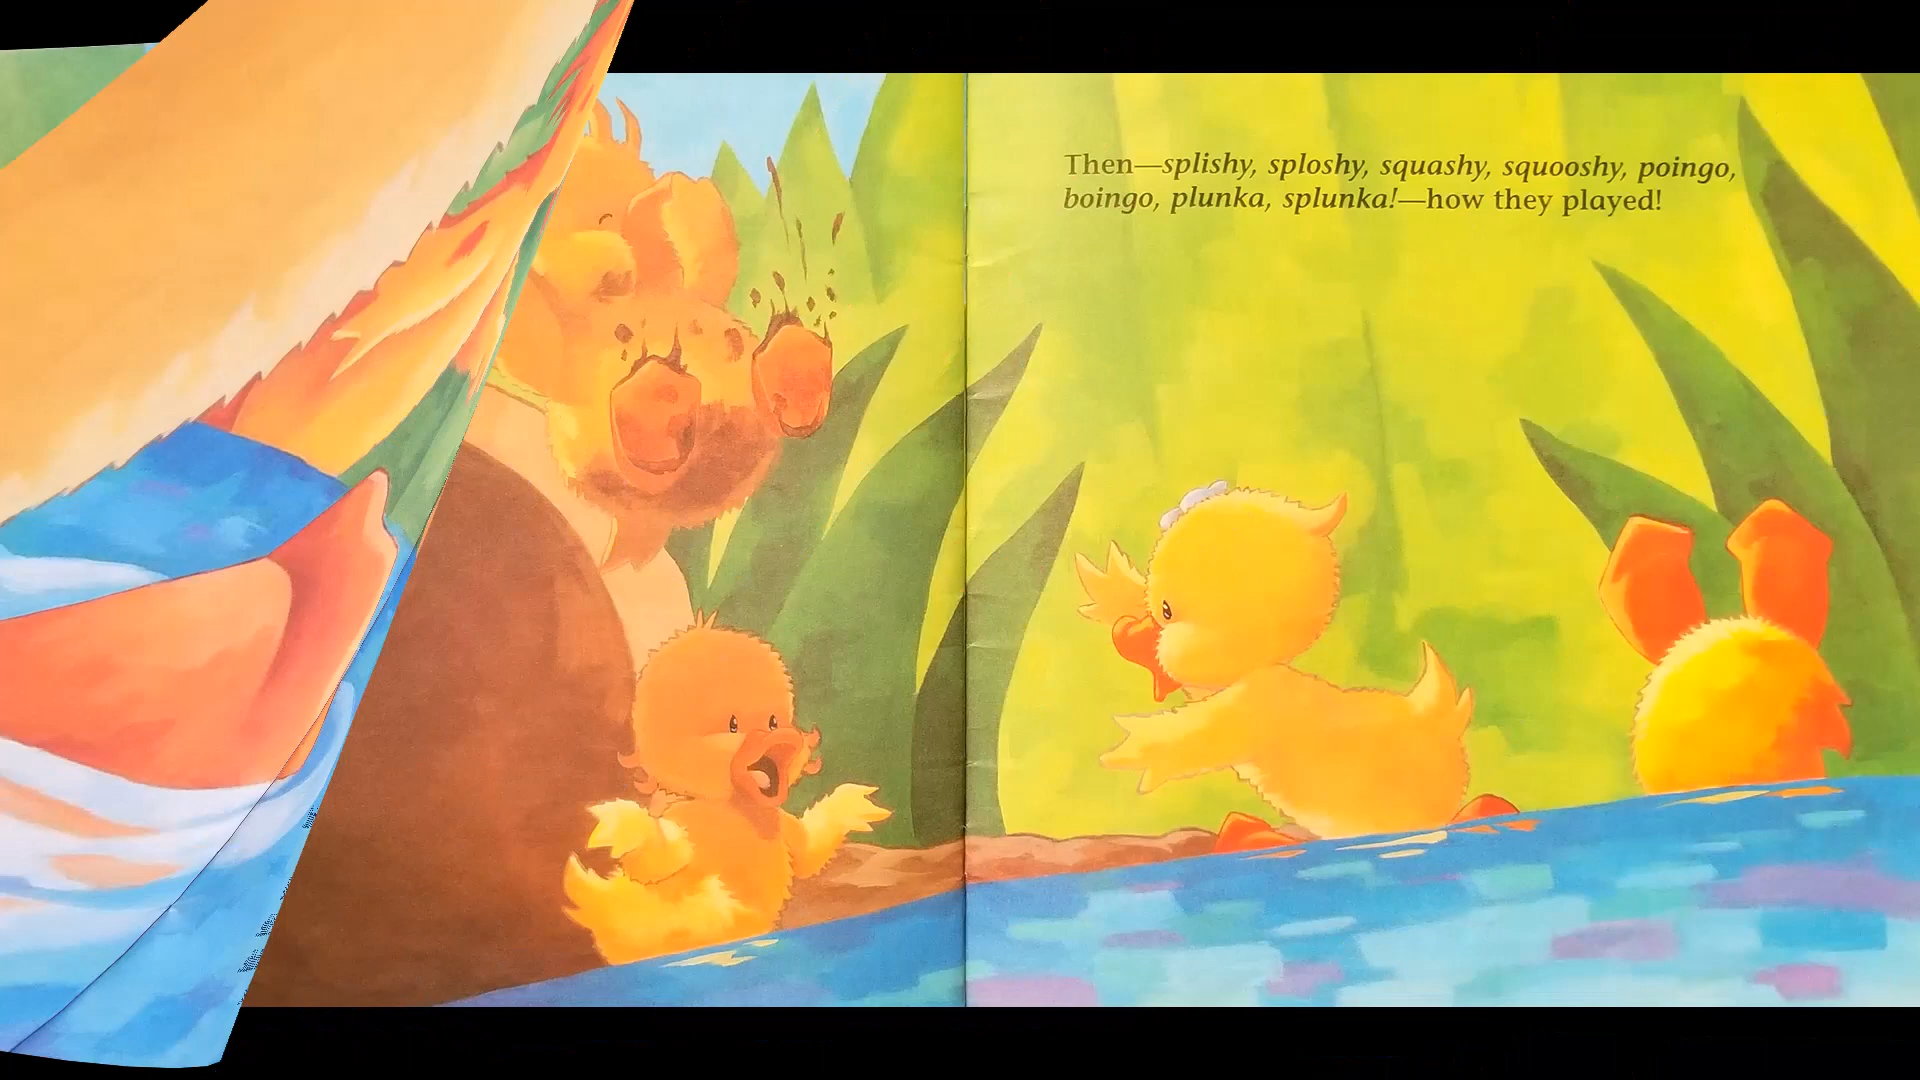 Then—splishy, sploshy, squashy, squooshy, poingo,
boingo, plunka, splunka!—how they played!